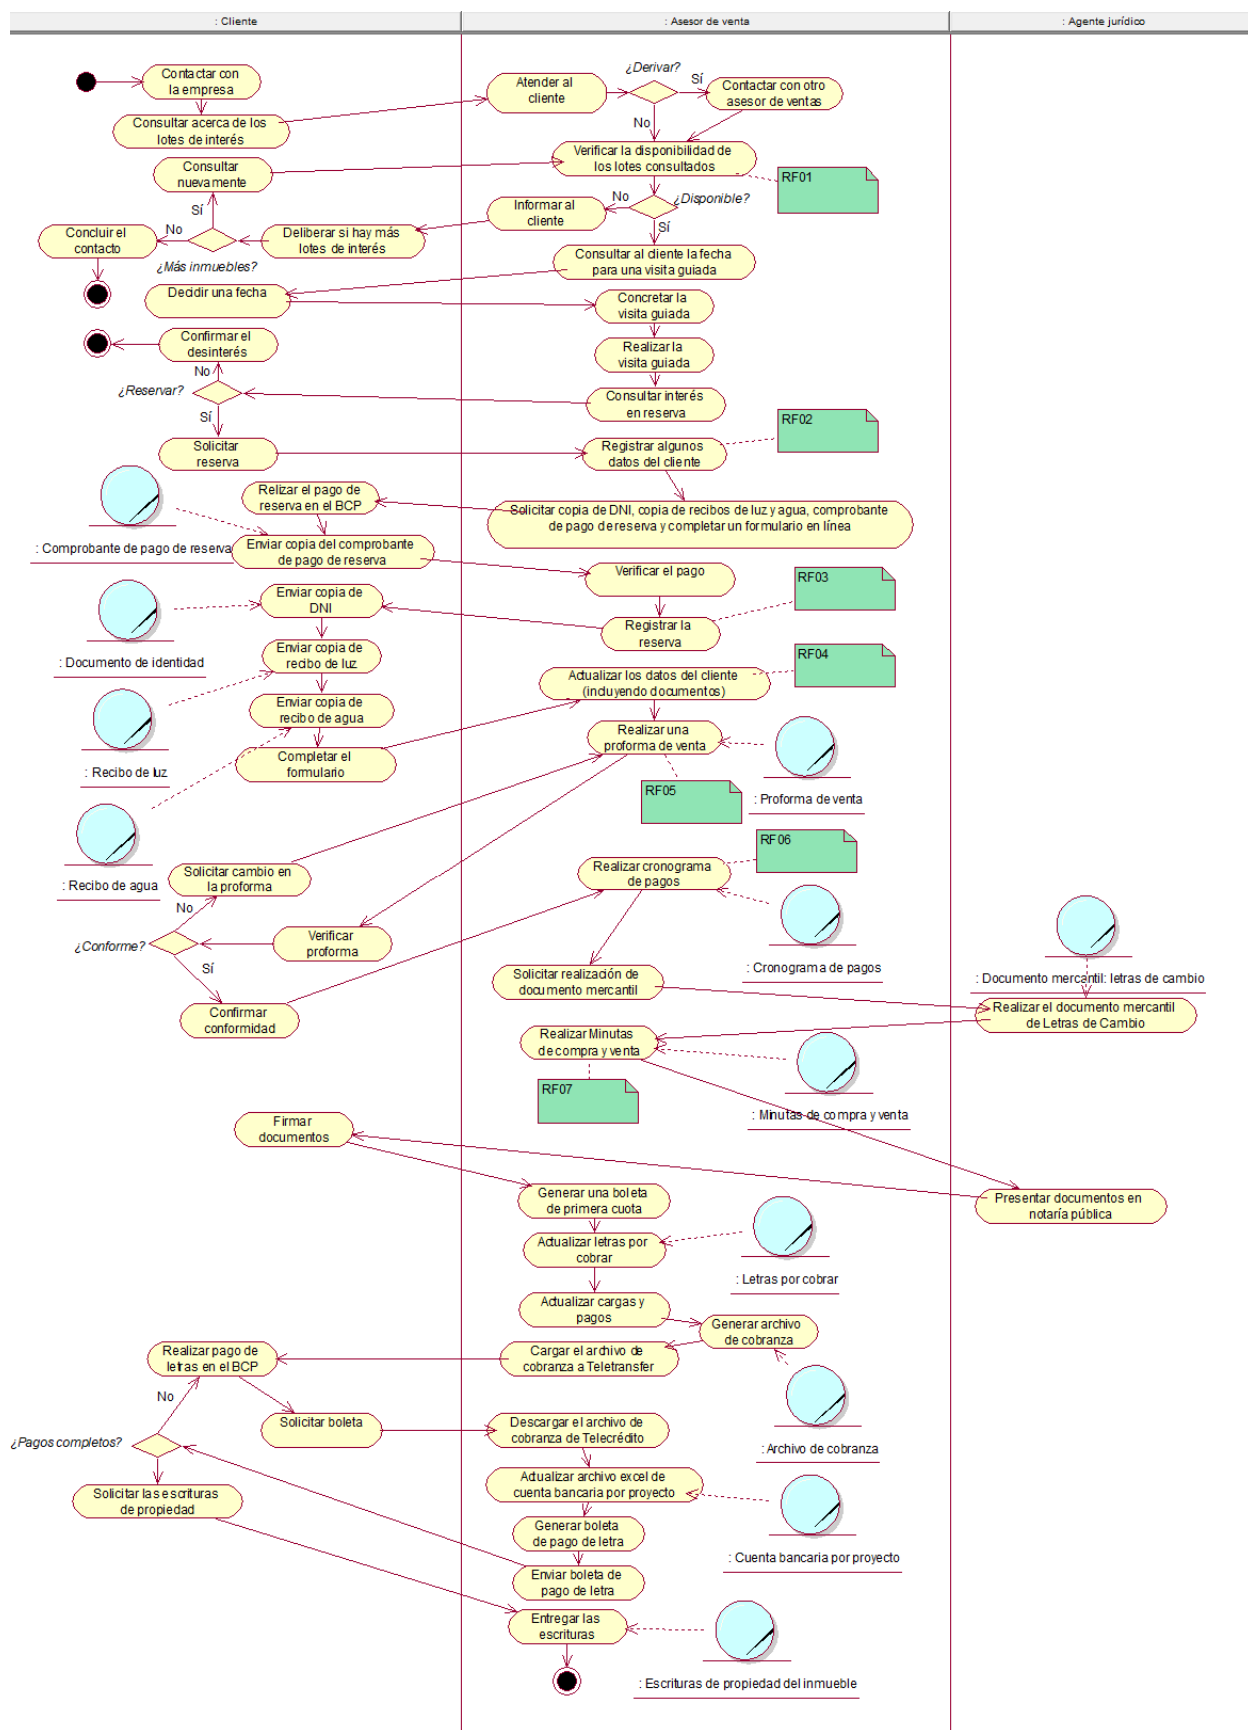 : Cliente
: Asesor de venta
: Agente jurídico
¿Derivar?
Contactar con
la empresa
Atender al
cliente
Sí
Contactar con otro
asesor de ventas
Consultar acerca de los
lotes de interés
No
Verificar la disponibilidad de
los lotes consultados
Consultar
nuevamente
RF01
Sí
Informar al
cliente
No
¿Disponible?
Concluir el
contacto
No
Deliberar si hay más
lotes de interés
Sí
¿Más inmuebles?
Consultar al cliente la fecha
para una visita guiada
Decidir una fecha
Concretar la
visita guiada
Confirmar el
desinterés
Realizar la
visita guiada
No
¿Reservar?
Consultar interés
en reserva
Sí
RF02
Solicitar
reserva
Registrar algunos
datos del cliente
Relizar el pago de
reserva en el BCP
Solicitar copia de DNI, copia de recibos de luz y agua, comprobante
de pago de reserva y completar un formulario en línea
: Comprobante de pago de reserva
Enviar copia del comprobante
de pago de reserva
Verificar el pago
RF03
Enviar copia de
DNI
Registrar la
reserva
: Documento de identidad
Enviar copia de
recibo de luz
RF04
Actualizar los datos del cliente
(incluyendo documentos)
Enviar copia de
recibo de agua
Realizar una
proforma de venta
: Recibo de luz
Completar el
formulario
RF05
: Proforma de venta
RF06
: Recibo de agua
Solicitar cambio en
la proforma
Realizar cronograma
de pagos
No
¿Conforme?
Verificar
proforma
: Cronograma de pagos
Sí
Solicitar realización de
documento mercantil
: Documento mercantil: letras de cambio
Confirmar
conformidad
Realizar el documento mercantil
de Letras de Cambio
Realizar Minutas
de compra y venta
RF07
: Minutas de compra y venta
Firmar
documentos
Generar una boleta
de primera cuota
Presentar documentos en
notaría pública
Actualizar letras por
cobrar
: Letras por cobrar
Actualizar cargas y
pagos
Generar archivo
de cobranza
Realizar pago de
letras en el BCP
Cargar el archivo de
cobranza a Teletransfer
No
Solicitar boleta
Descargar el archivo de
cobranza de Telecrédito
¿Pagos completos?
: Archivo de cobranza
Solicitar las escrituras
de propiedad
Actualizar archivo excel de
cuenta bancaria por proyecto
Generar boleta
de pago de letra
: Cuenta bancaria por proyecto
Enviar boleta de
pago de letra
Entregar las
escrituras
: Escrituras de propiedad del inmueble